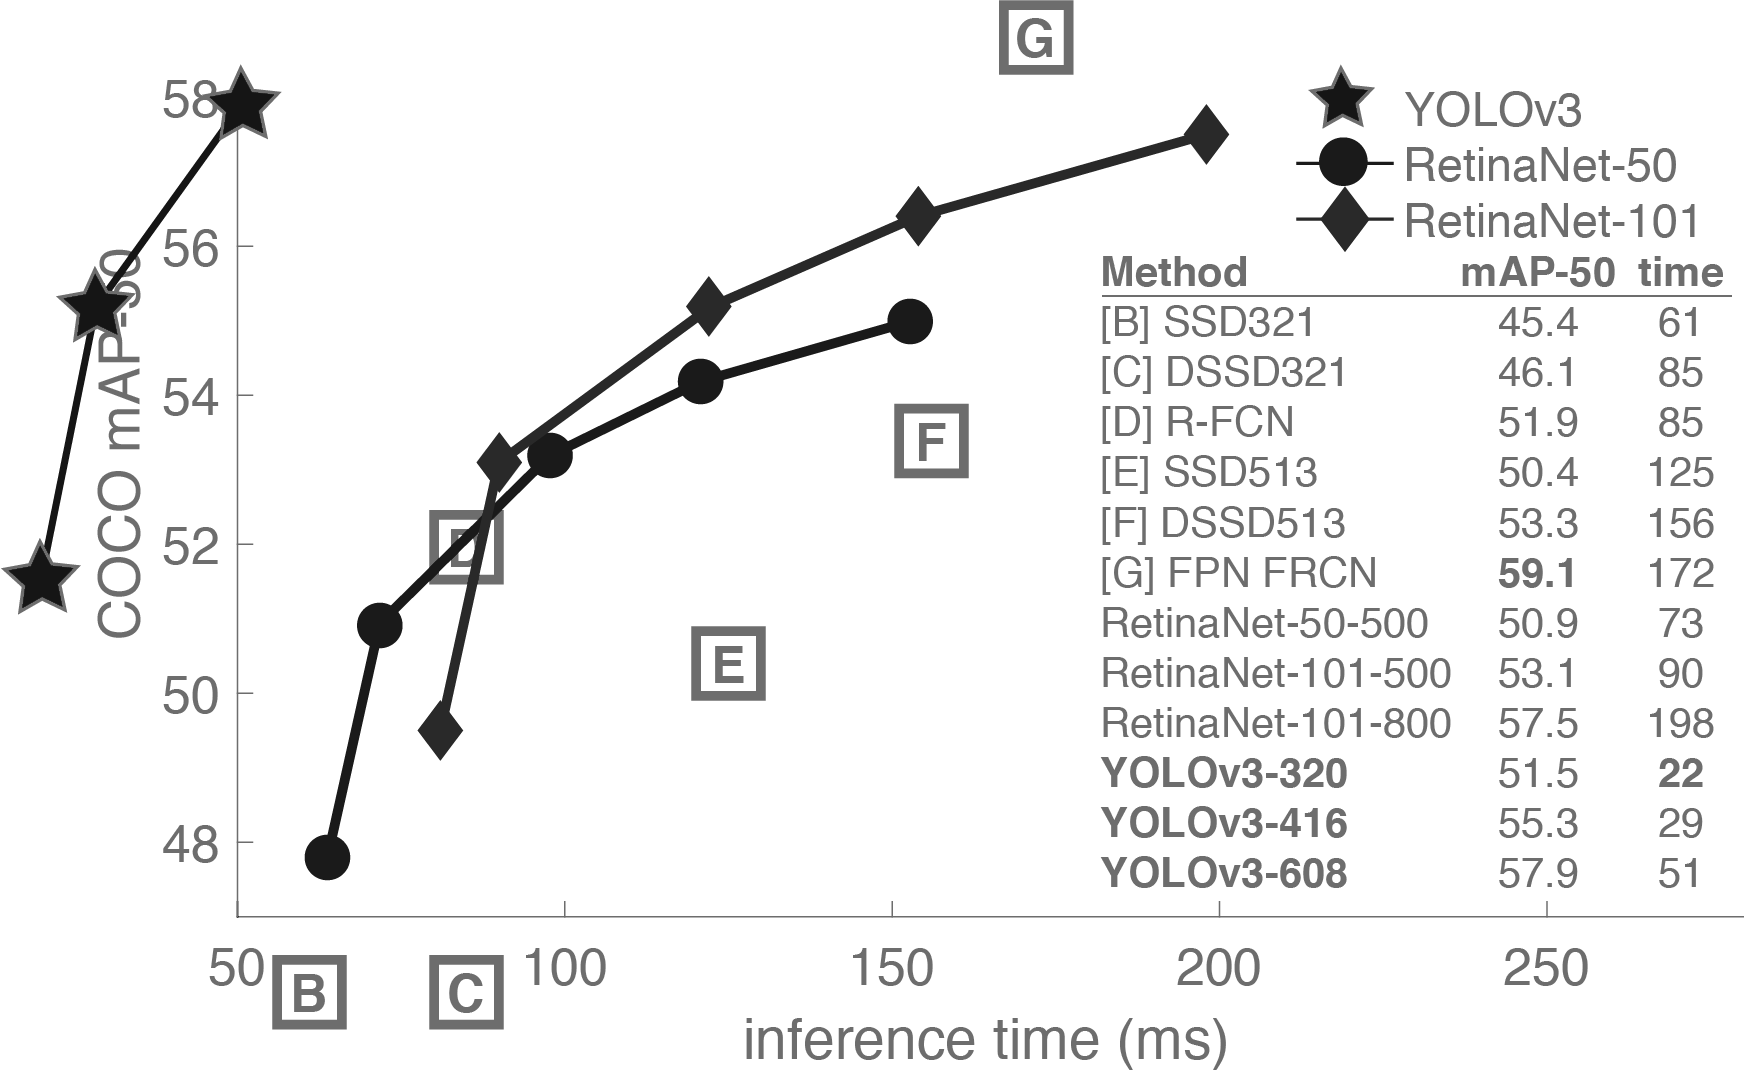 G
58
56
54
52
50
48
COCO mAP-50
D
E
F
B
C
50
100
150
200
250
inference time (ms)
YOLOv3
RetinaNet-50
RetinaNet-101
Method mAP-50 time
[B] SSD321 45.4 61
[C] DSSD321 46.1 85
[D] R-FCN 51.9 85
[E] SSD513 50.4 125
[F] DSSD513 53.3 156
[G] FPN FRCN 59.1 172
RetinaNet-50-500 50.9 73
RetinaNet-101-500 53.1 90
RetinaNet-101-800 57.5 198
YOLOv3-320 51.5 22
YOLOv3-416 55.3 29
YOLOv3-608 57.9 51